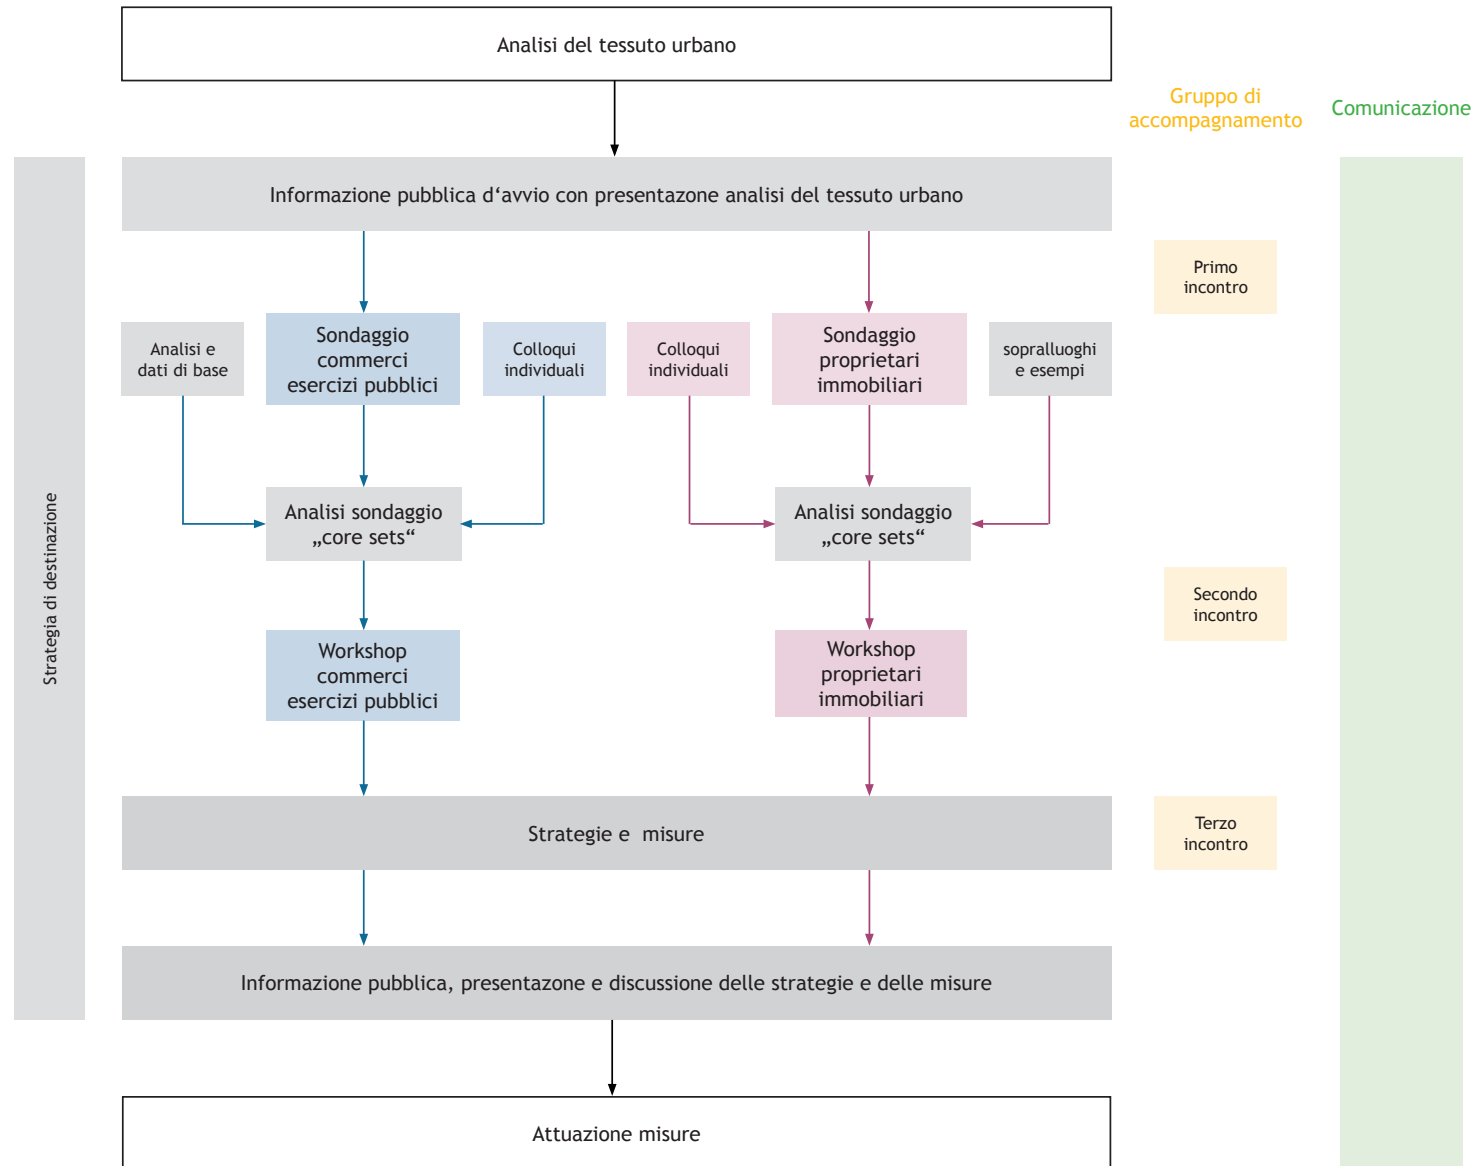 Analisi del tessuto urbano
Gruppo di
accompagnamento
Comunicazione
Informazione pubblica d‘avvio con presentazone analisi del tessuto urbano
Primo
incontro
Analisi e
dati di base
Sondaggio
commerci
esercizi pubblici
Colloqui
individuali
Colloqui
individuali
Sondaggio
proprietari
immobiliari
sopralluoghi
e esempi
Strategia di destinazione
Analisi sondaggio
„core sets“
Analisi sondaggio
„core sets“
Secondo
incontro
Workshop
commerci
esercizi pubblici
Workshop
proprietari
immobiliari
Strategie e misure
Terzo
incontro
Informazione pubblica, presentazone e discussione delle strategie e delle misure
Attuazione misure